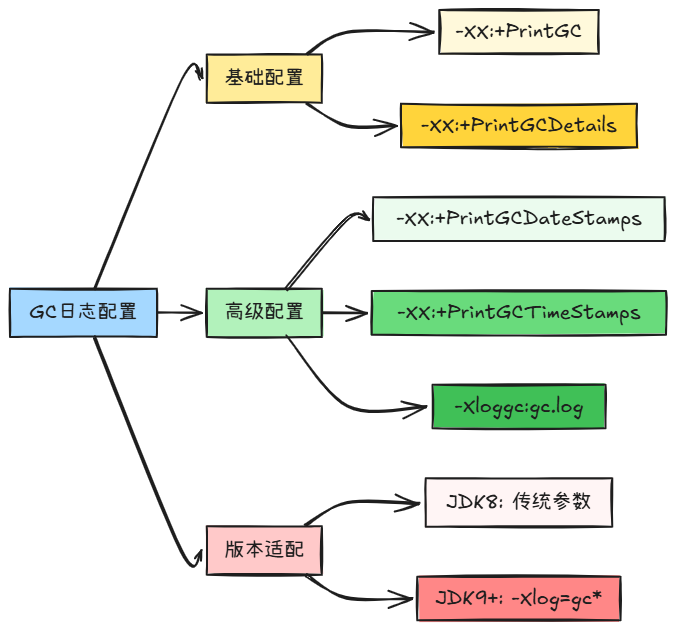 -XX:+PrintGC
基础配置
-XX:+PrintGCDetails
-XX:+PrintGCDateStamps
GC日志配置
高级配置
-XX:+PrintGCTimeStamps
-Xloggc:gc.log
JDK8: 传统参数
版本适配
JDK9+: -Xlog=gc*